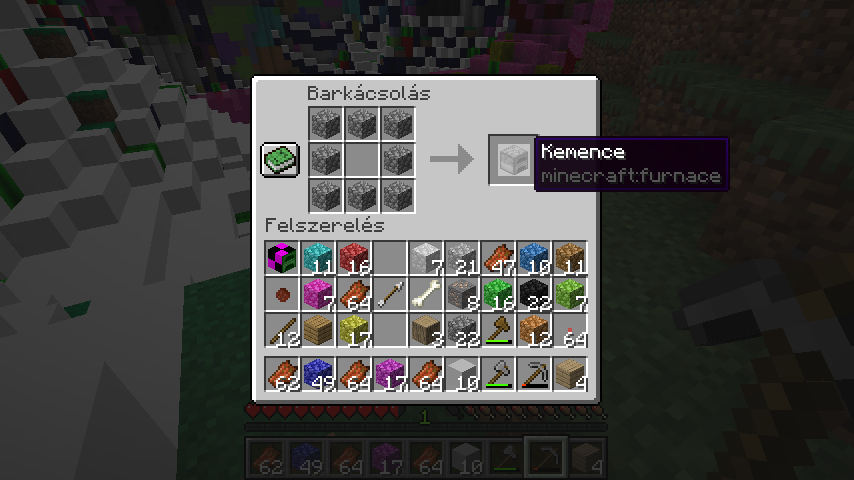 Barkácsolás
Kemence
minecraft:furnace
Felszerelés
11 16 7 21 47 10 11
7 64 8 16 22 7
12 17 3 22 12 64
62 49 64 17 64 10 4
1
62 49 64 17 64 10 4